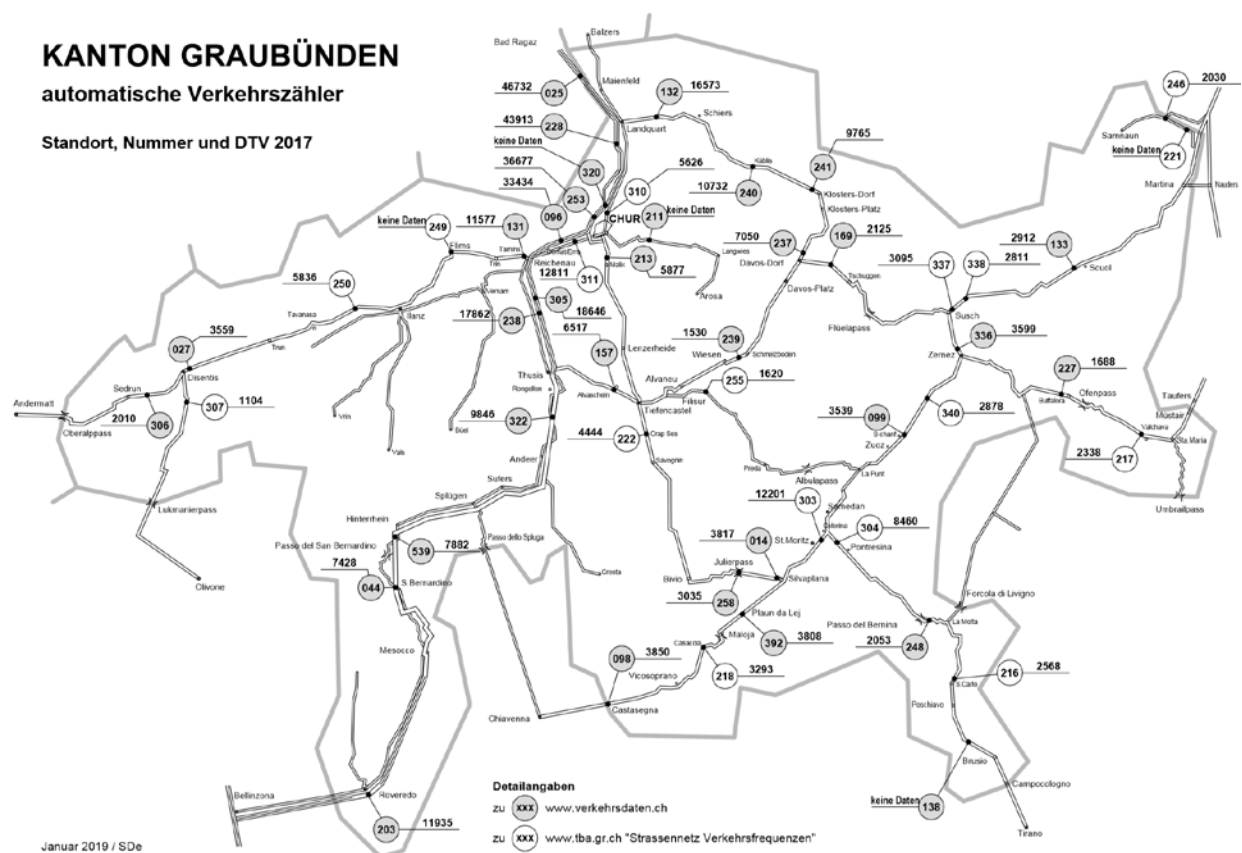 KANTON GRAUBÜNDEN
automatische Verkehrszähler
Standort, Nummer und DTV 2017
Balzers
Bad Ragaz
Maienfeld
46732 025
132 16573
Schiers
246 2030
Samnaun
43913 228
Landquart
9765
241
keine Daten
221
keine Daten
320
5626
310
Küblis
10732 240
Klosters-Dorf
Klosters-Platz
Martina
Nauders
36677
253
33434
096
CHUR
keine Daten
211
keine Daten
249
11577 131
Flims
Trin
Tamins
Reichenau
12811 311
Malix
213 5877
Langwies
Arosa
7050 237
Davos-Dorf
169 2125
Davos-Platz
Tschuggen
Flüelapass
2912 133
Scuol
3095 337
338 2811
Susch
5836 250
Versam
Ilanz
Tavanasa
Trun
305 18646
17862 238
6517
157
Lenzerheide
1530 239
Wiesen
Schmelzboden
336 3599
Zernez
3559
027
Disentis
Sedrun
Andermatt
Oberalppass
2010 306
307 1104
Thusis
Rongellen
Alvaschein
Alvaneu
Filisur
255 1620
Tiefencastel
227 1688
Buffalora
Ofenpass
Taufers
Müstair
Valchava
Sta.Maria
2338 217
Umbrailpass
Vrin
Vals
Büel
9846 322
4444 222
Crap Ses
Savognin
3539 099
S-chanf
Zuoz
340 2878
Andeer
Sufers
Splügen
Preda
Albulapass
La Punt
Lukmanierpass
Hinterrhein
12201
303
Samedan
Celerina
304 8460
Pontresina
Passo del San Bernardino
539 7882
Passo dello Spluga
3817 014
St.Moritz
Julierpass
Bivio
Silvaplana
Olivone
7428
044
S.Bernardino
Mesocco
Crosta
3035 258
Plaun da Lej
392 3808
Maloja
Forcola di Livigno
Passo del Bernina
La Motta
2053 248
098 3850
Casaccia
218 3293
Vicosoprano
Castasegna
Chiavenna
216 2568
S.Carlo
Poschiavo
Brusio
Campocologno
keine Daten
138
Tirano
Bellinzona
Roveredo
203 11935
Detailangaben
zu xxx www.verkehrsdaten.ch
zu xxx www.tba.gr.ch "Strassennetz Verkehrsfrequenzen"
Januar 2019 / SDe